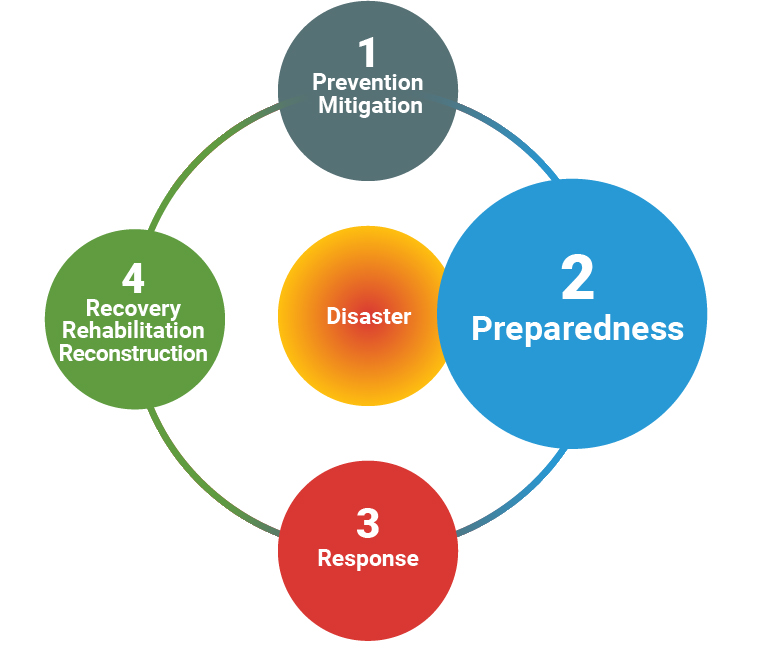 1
Prevention
Mitigation
2
Preparedness
Disaster
3
Response
4
Recovery
Rehabilitation
Reconstruction